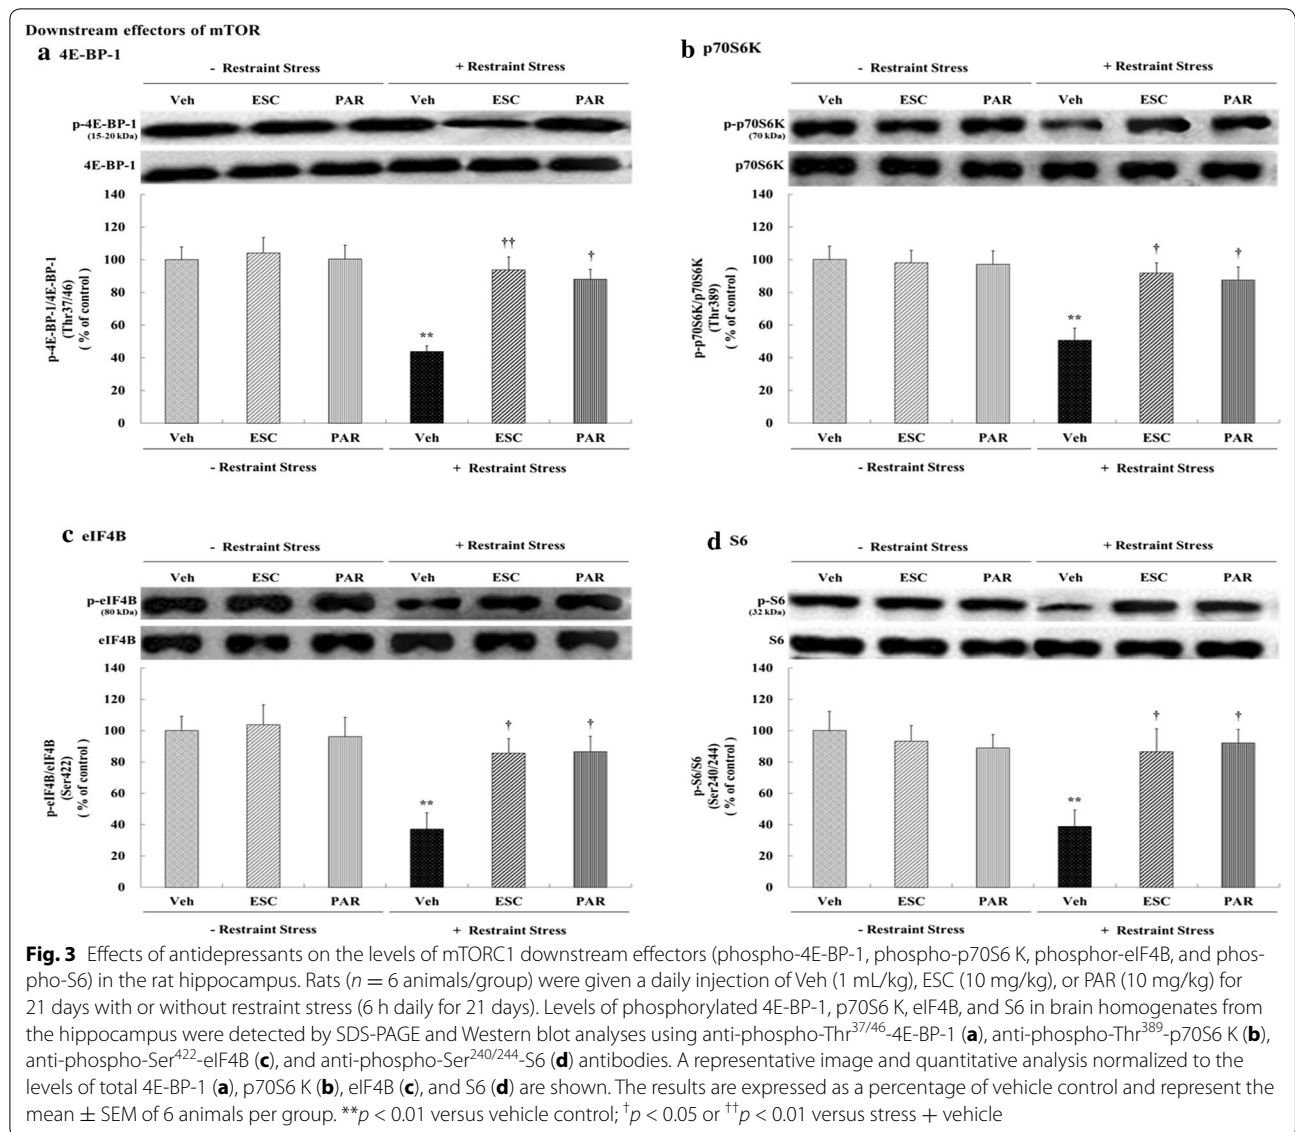 Downstream effectors of mTOR
a 4E-BP-1
- Restraint Stress + Restraint Stress
Veh ESC PAR Veh ESC PAR
p-4E-BP-1
(15-20 kDa)
4E-BP-1
140
120
100
80
60
40
20
0
p-4E-BP-1/4E-BP-1
(Thr37/46)
( % of control)
**
††
†
Veh ESC PAR Veh ESC PAR
- Restraint Stress + Restraint Stress
b p70S6K
- Restraint Stress + Restraint Stress
Veh ESC PAR Veh ESC PAR
p-p70S6K
(70 kDa)
p70S6K
140
120
100
80
60
40
20
0
p-p70S6K/p70S6K
(Thr389)
( % of control)
**
†
†
Veh ESC PAR Veh ESC PAR
- Restraint Stress + Restraint Stress
c eIF4B
- Restraint Stress + Restraint Stress
Veh ESC PAR Veh ESC PAR
p-eIF4B
(80 kDa)
eIF4B
140
120
100
80
60
40
20
0
p-eIF4B/eIF4B
(Ser422)
( % of control)
**
†
†
Veh ESC PAR Veh ESC PAR
- Restraint Stress + Restraint Stress
d S6
- Restraint Stress + Restraint Stress
Veh ESC PAR Veh ESC PAR
p-S6
(32 kDa)
S6
140
120
100
80
60
40
20
0
p-S6/S6
(Ser240/244)
( % of control)
**
†
†
Veh ESC PAR Veh ESC PAR
- Restraint Stress + Restraint Stress
Fig. 3 Effects of antidepressants on the levels of mTORC1 downstream effectors (phospho-4E-BP-1, phospho-p70S6 K, phosphor-eIF4B, and phos-
pho-S6) in the rat hippocampus. Rats (n = 6 animals/group) were given a daily injection of Veh (1 mL/kg), ESC (10 mg/kg), or PAR (10 mg/kg) for
21 days with or without restraint stress (6 h daily for 21 days). Levels of phosphorylated 4E-BP-1, p70S6 K, eIF4B, and S6 in brain homogenates from
the hippocampus were detected by SDS-PAGE and Western blot analyses using anti-phospho-Thr37/46-4E-BP-1 (a), anti-phospho-Thr389-p70S6 K (b),
anti-phospho-Ser422-eIF4B (c), and anti-phospho-Ser240/244-S6 (d) antibodies. A representative image and quantitative analysis normalized to the
levels of total 4E-BP-1 (a), p70S6 K (b), eIF4B (c), and S6 (d) are shown. The results are expressed as a percentage of vehicle control and represent the
mean ± SEM of 6 animals per group. **p < 0.01 versus vehicle control; †p < 0.05 or ††p < 0.01 versus stress + vehicle